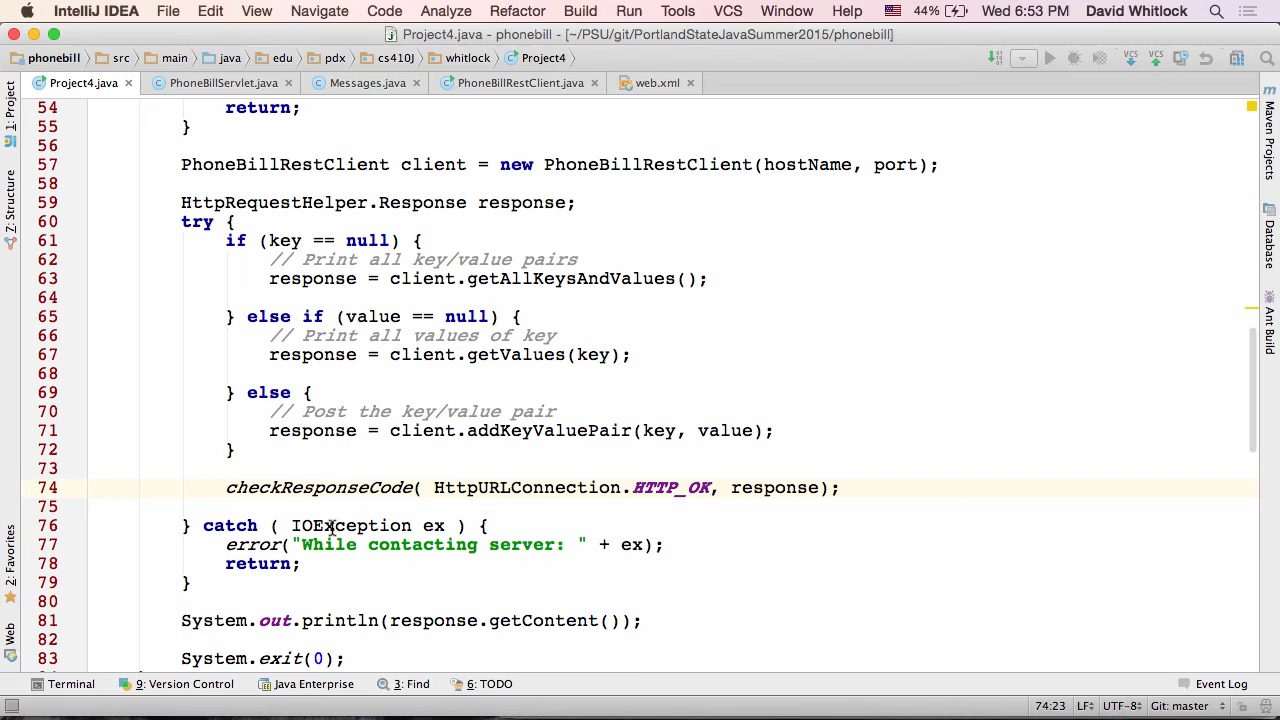 IntelliJ IDEA File Edit View Navigate Code Analyze Refactor Build Run Tools VCS Window Help 44% Wed 6:53 PM David Whitlock
Project4.java - phonebill - [~/PSU/git/PortlandStateJavaSummer2015/phonebill]
phonebill src main java edu pdx cs410J whitlock Project4 VCS VCS
Project4.java PhoneBillServlet.java Messages.java PhoneBillRestClient.java web.xml
1: Project
Z: Structure
2: Favorites
Web
54 return;
55 }
56
57 PhoneBillRestClient client = new PhoneBillRestClient(hostName, port);
58
59 HttpRequestHelper.Response response;
60 try {
61 if (key == null) {
62 // Print all key/value pairs
63 response = client.getAllKeysAndValues();
64
65 } else if (value == null) {
66 // Print all values of key
67 response = client.getValues(key);
68
69 } else {
70 // Post the key/value pair
71 response = client.addKeyValuePair(key, value);
72 }
73
74 checkResponseCode( HttpURLConnection.HTTP_OK, response);
75
76 } catch ( IOException ex ) {
77 error("While contacting server: " + ex);
78 return;
79 }
80
81 System.out.println(response.getContent());
82
83 System.exit(0);
Maven Projects
Database
Ant Build
Terminal 9: Version Control Java Enterprise 3: Find 6: TODO Event Log
74:23 LF UTF-8 Git: master